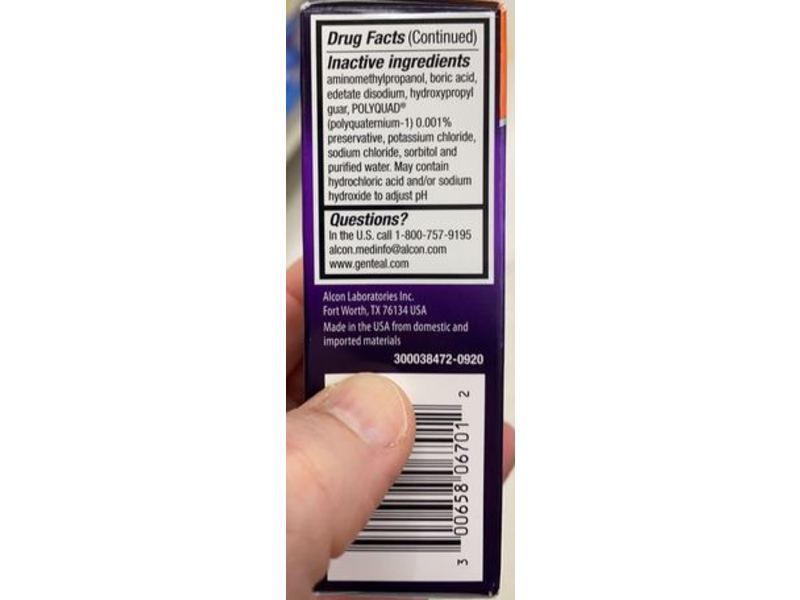 Drug Facts (Continued)
Inactive ingredients
aminomethylpropanol, boric acid,
edetate disodium, hydroxypropyl
guar, POLYQUAD®
(polyquaternium-1) 0.001%
preservative, potassium chloride,
sodium chloride, sorbitol and
purified water. May contain
hydrochloric acid and/or sodium
hydroxide to adjust pH
Questions?
In the U.S. call 1-800-757-9195
alcon.medinfo@alcon.com
www.genteal.com
Alcon Laboratories Inc.
Fort Worth, TX 76134 USA
Made in the USA from domestic and
imported materials
300038472-0920
3 00658 06701 2